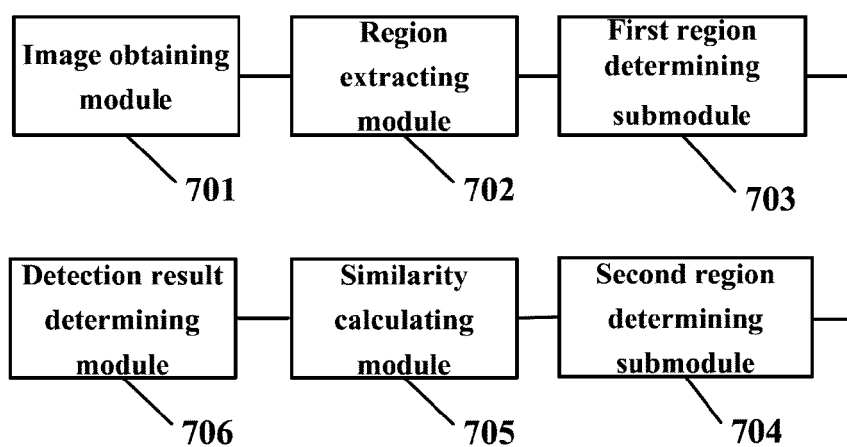 Image obtaining
module
701
Region
extracting
module
702
First region
determining
submodule
703
Detection result
determining
module
706
Similarity
calculating
module
705
Second region
determining
submodule
704